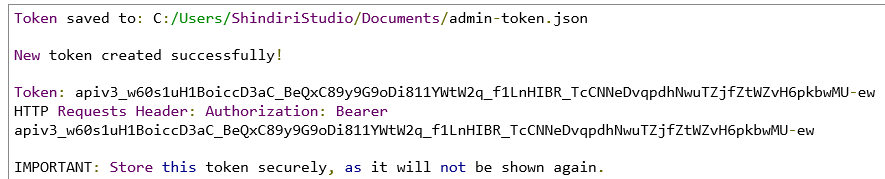 Token saved to: C:/Users/ShindiriStudio/Documents/admin-token.json
New token created successfully!
Token: apiv3_w60s1uH1BoiccD3aC_BeQxC89y9G9oDi811YWtW2q_f1LnHIBR_TcCNNeDvqpdhNwuTZjfZtWZvH6pkbwMU-ew
HTTP Requests Header: Authorization: Bearer
apiv3_w60s1uH1BoiccD3aC_BeQxC89y9G9oDi811YWtW2q_f1LnHIBR_TcCNNeDvqpdhNwuTZjfZtWZvH6pkbwMU-ew
IMPORTANT: Store this token securely, as it will not be shown again.